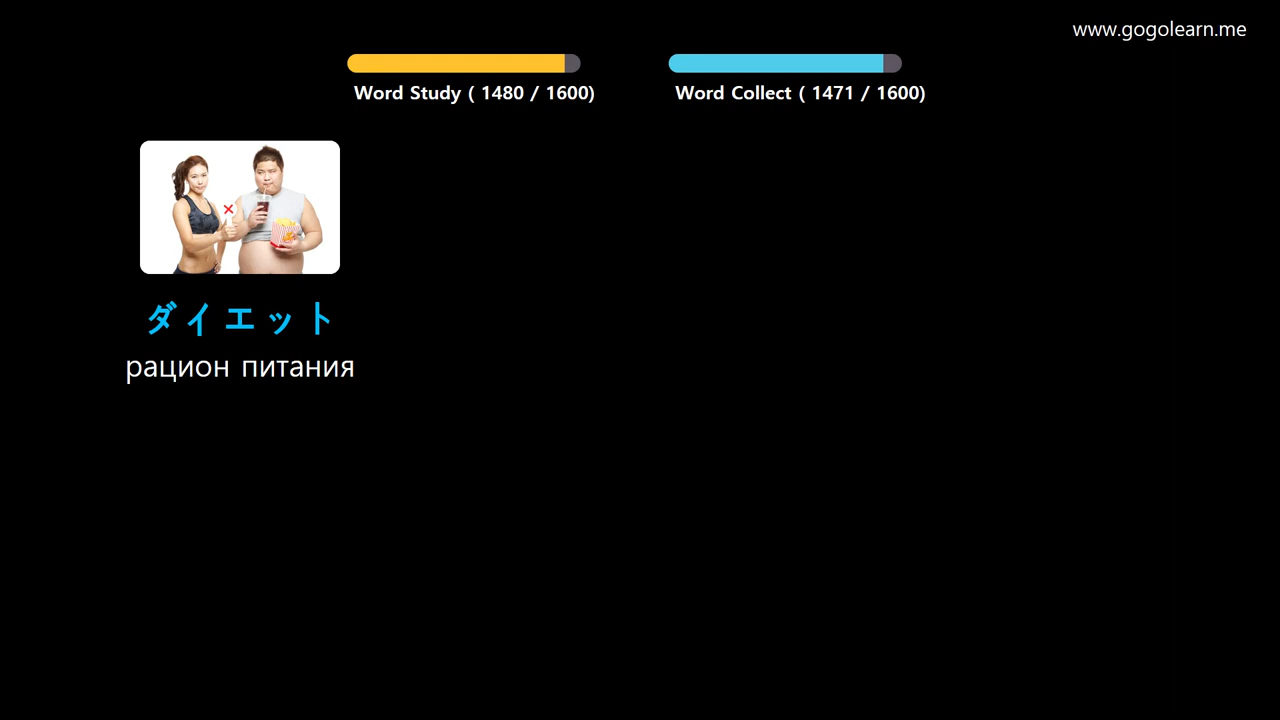 www.gogolearn.me
Word Study ( 1480 / 1600)
Word Collect ( 1471 / 1600)
ダイエット
рацион питания